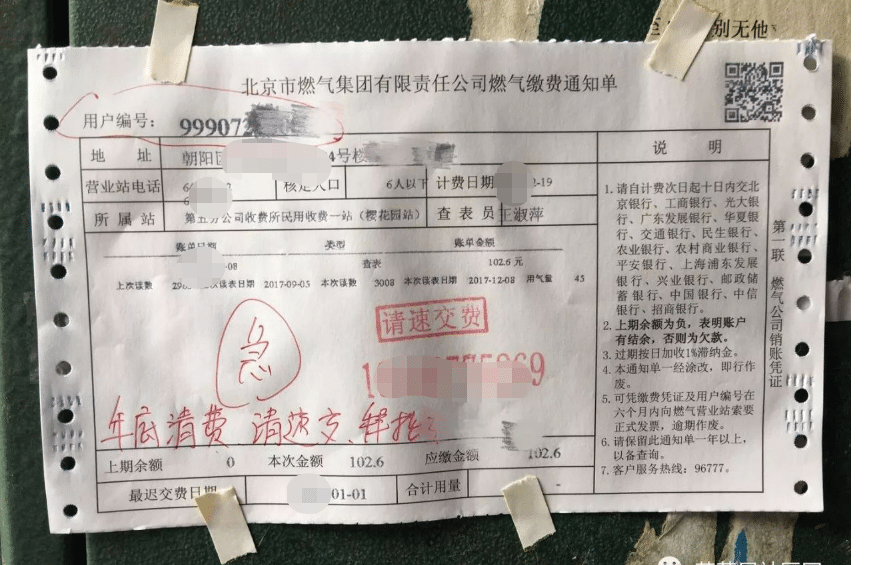 别无他
北京市燃气集团有限责任公司燃气缴费通知单
用户编号: 99907
地 址 朝阳 4号楼
营业站电话 核定人口 6人以下 计费日期 2-19
所属站 第五分公司收费所民用收费一站（樱花园站） 查表员 王淑萍
账单日期 类型 账单金额
-08 查表 102.6 元
上次读数 29 该表日期 2017-09-05 本次读数 3008 本次该表日期 2017-12-08 用气量 45
请速交费
急
年底清费 请速交
上期余额 0 本次金额 102.6 应缴金额 102.6
最迟交费日期 01-01 合计用量 -
说 明
1. 请自计费次日起十日内交北
京银行、工商银行、光大
银行、广东发展银行、华夏
银行、交通银行、民生银行、
农业银行、农村商业银行、
平安银行、上海浦东发展
银行、兴业银行、邮政储
蓄银行、中国银行、中信
银行、招商银行。
2. 上期余额为负，表明账户
有结余，否则为欠款。
3. 过期按日加收1%滞纳金。
4. 本通知单一经涂改，即行作
废。
5. 可凭缴费凭证及用户编号在
六个月内向燃气营业站索要
正式发票，逾期作废。
6. 请保留此通知单一年以上，
以备查询。
7. 客户服务热线：96777。
第一联 燃气公司销账凭证